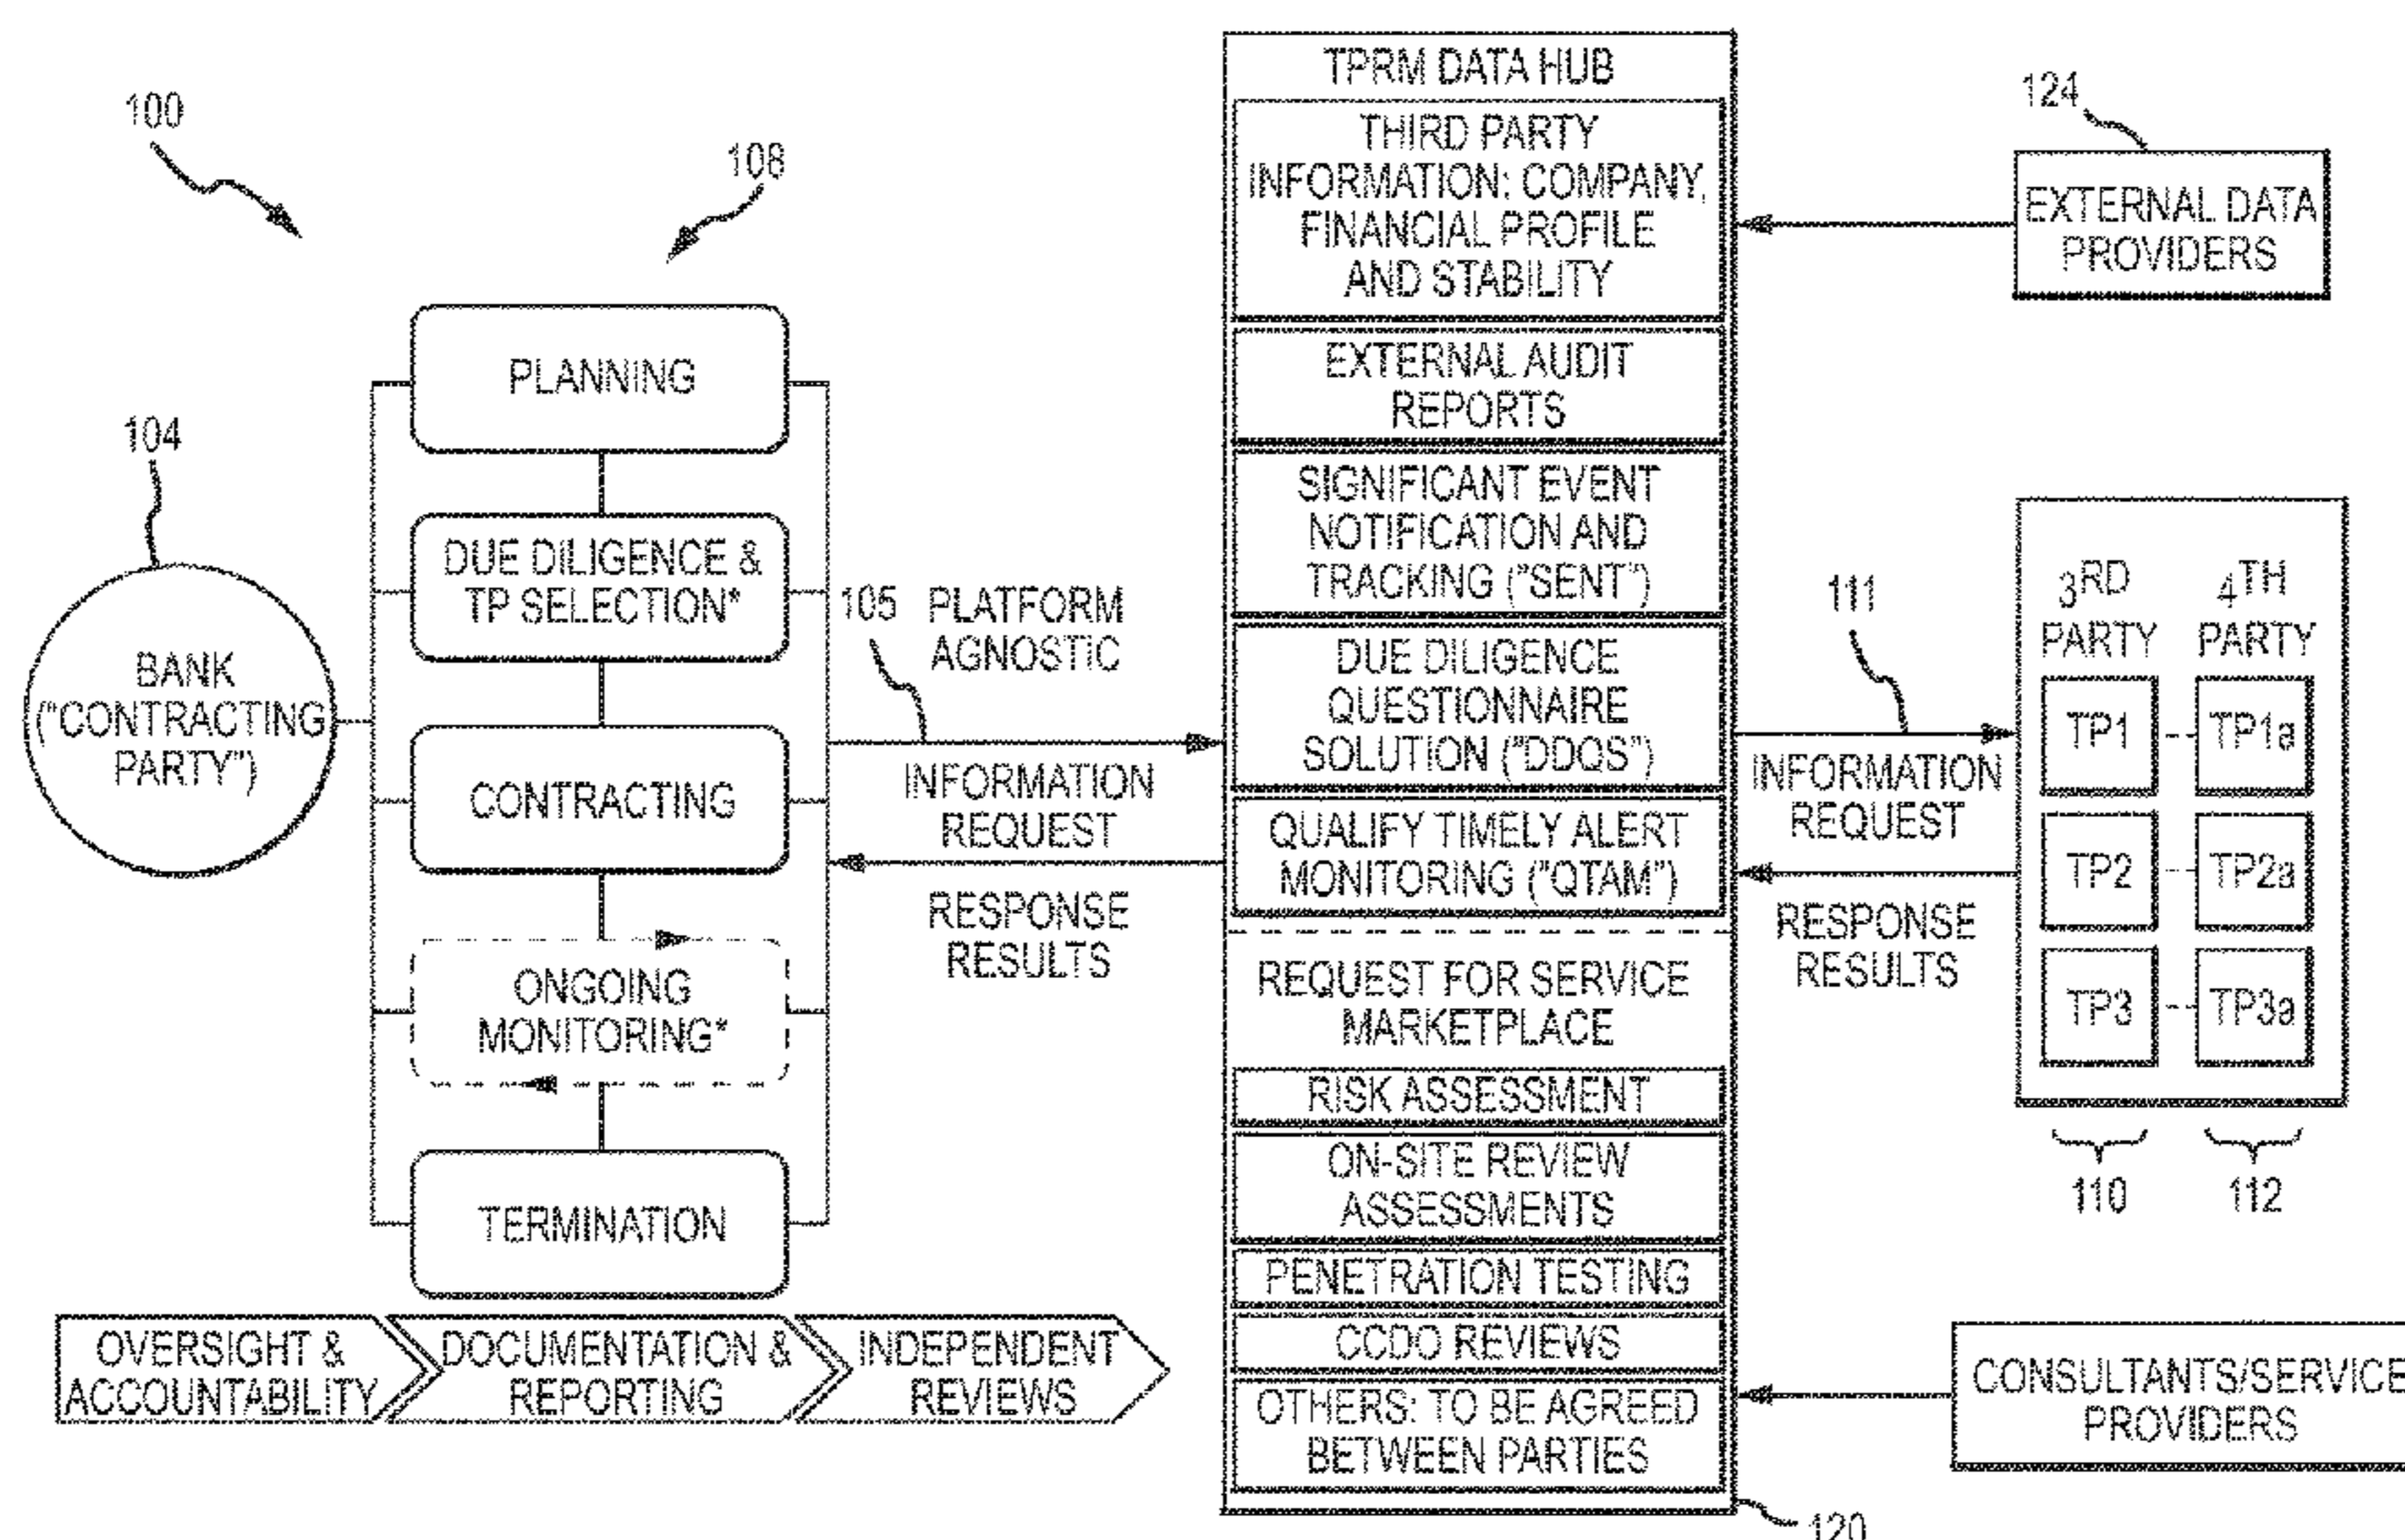 100
108
104
BANK
("CONTRACTING
PARTY")
PLANNING
DUE DILIGENCE &
TP SELECTION*
CONTRACTING
ONGOING
MONITORING*
TERMINATION
OVERSIGHT &
ACCOUNTABILITY
DOCUMENTATION &
REPORTING
INDEPENDENT
REVIEWS
105 PLATFORM
AGNOSTIC
INFORMATION
REQUEST
RESPONSE
RESULTS
TPRM DATA HUB
THIRD PARTY
INFORMATION: COMPANY,
FINANCIAL PROFILE
AND STABILITY
EXTERNAL AUDIT
REPORTS
SIGNIFICANT EVENT
NOTIFICATION AND
TRACKING ("SENT")
DUE DILIGENCE
QUESTIONNAIRE
SOLUTION ("DDQS")
QUALIFY TIMELY ALERT
MONITORING ("QTAM")
REQUEST FOR SERVICE
MARKETPLACE
RISK ASSESSMENT
ON-SITE REVIEW
ASSESSMENTS
PENETRATION TESTING
CCDO REVIEWS
OTHERS: TO BE AGREED
BETWEEN PARTIES
120
124
EXTERNAL DATA
PROVIDERS
111
INFORMATION
REQUEST
RESPONSE
RESULTS
3RD PARTY
4TH PARTY
TP1 TP1a
TP2 TP2a
TP3 TP3a
110 112
CONSULTANTS/SERVICE
PROVIDERS